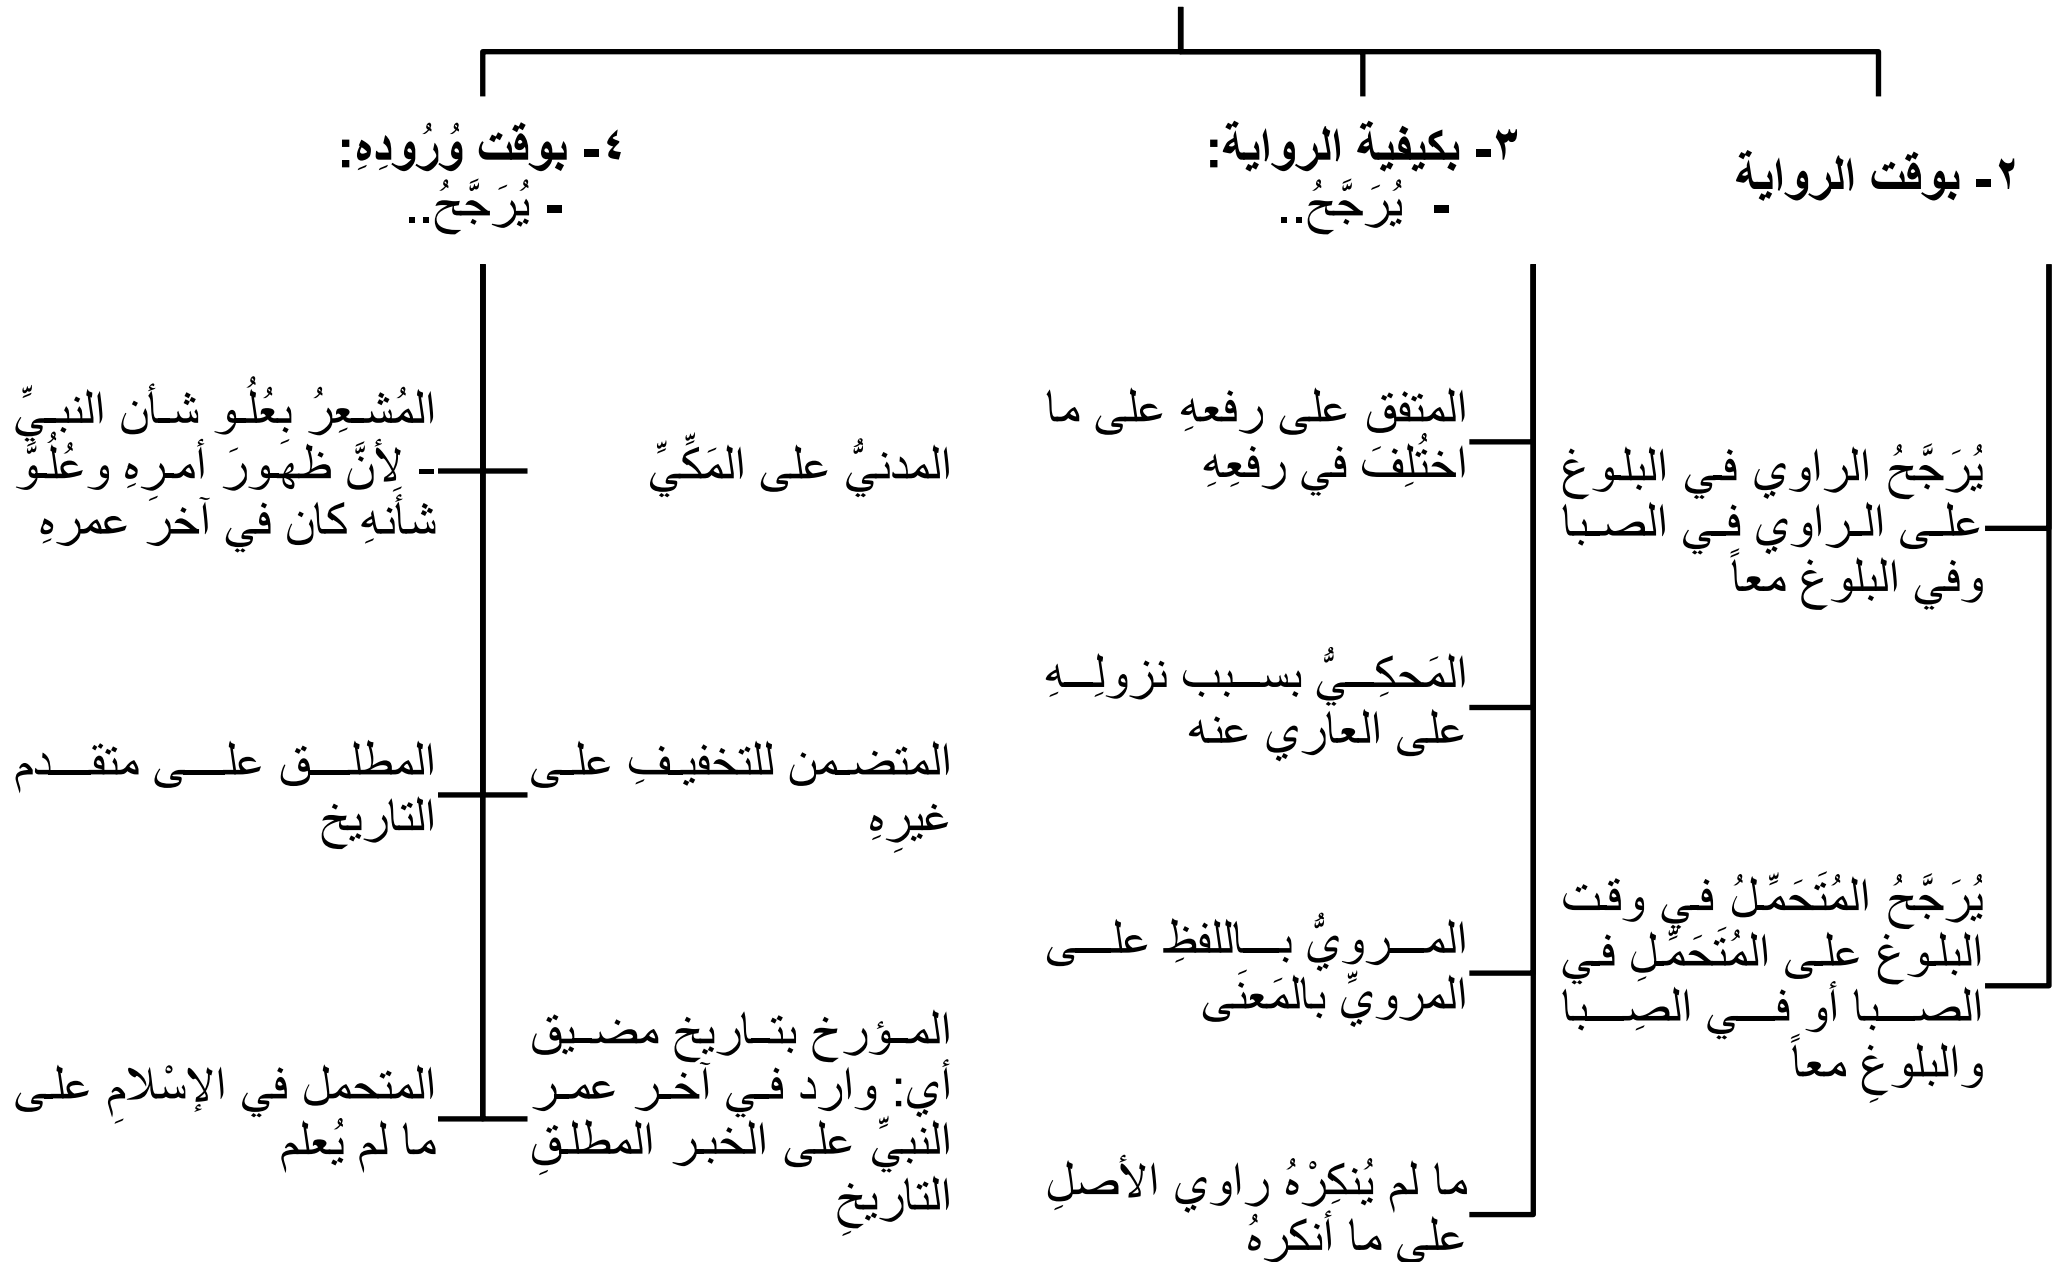 ٢- بوقت الرواية
يُرَجَّحُ الراوي في البلوغ
على الراوي في الصبا
وفي البلوغ معاً
يُرَجَّحُ المُتَحَمِّلُ في وقت
البلوغ على المُتَحَمِّلِ في
الصبا أو في الصِبا
والبلوغِ معاً
٣- بكيفية الرواية:
- يُرَجَّحُ..
المتفق على رفعهِ على ما
اختُلِفَ في رفعِهِ
المَحكِيُّ بسبب نزولِهِ
على العاري عنه
المرويُّ باللفظِ على
المرويِّ بالمَعنَى
ما لم يُنكِرْهُ راوي الأصلِ
على ما أنكرهُ
٤- بوقت وُرُودِهِ:
- يُرَجَّحُ..
المدنيُّ على المَكِّيِّ
المُشعِرُ بِعُلُو شأن النبيِّ
- لِأنَّ ظهورَ أمرِهِ وعُلُوَّ
شأنهِ كان في آخر عمرهِ
المتضمن للتخفيفِ على
غيرِهِ
المطلق على متقدم
التاريخ
المؤرخ بتاريخ مضيق
أي: وارد في آخر عمر
النبيِّ على الخبر المطلقِ
التاريخِ
المتحمل في الإسْلامِ على
ما لم يُعلم